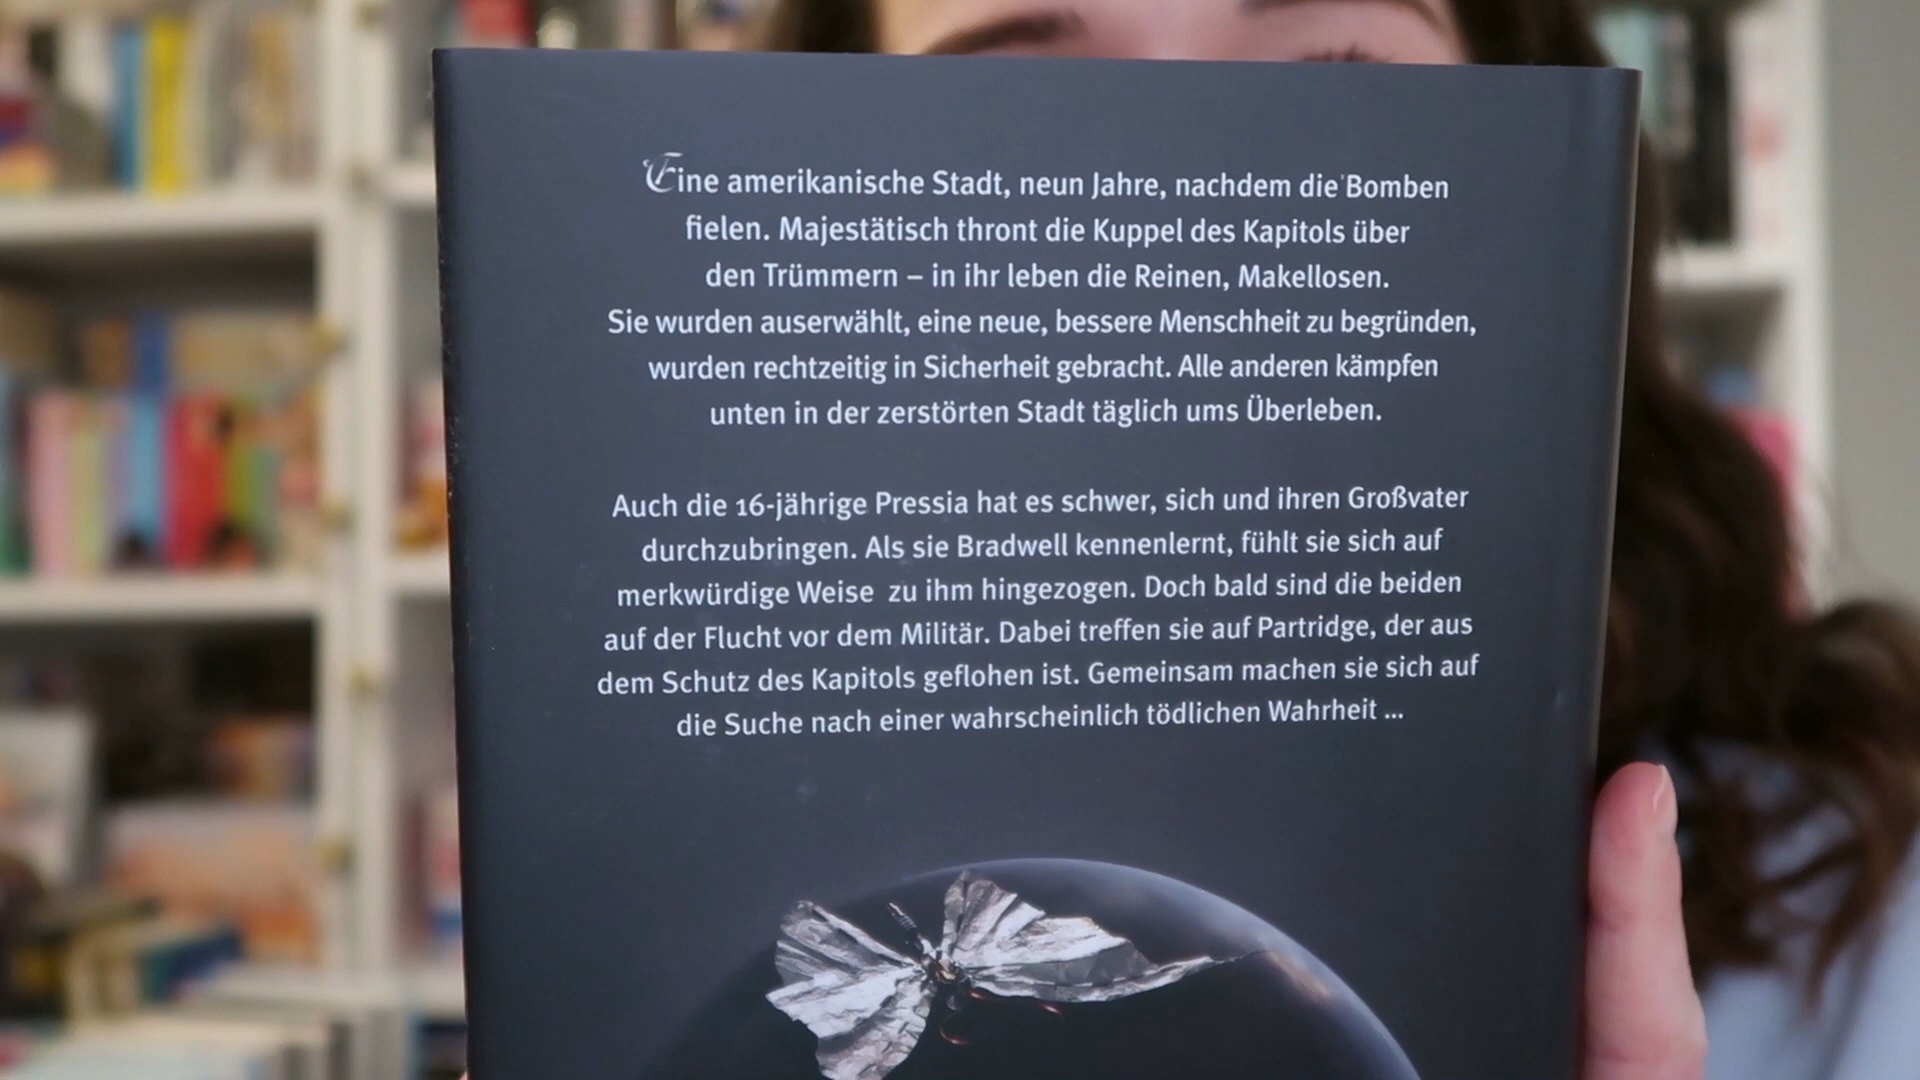 Eine amerikanische Stadt, neun Jahre, nachdem die Bomben
fielen. Majestätisch thront die Kuppel des Kapitols über
den Trümmern – in ihr leben die Reinen, Makellosen.
Sie wurden auserwählt, eine neue, bessere Menschheit zu begründen,
wurden rechtzeitig in Sicherheit gebracht. Alle anderen kämpfen
unten in der zerstörten Stadt täglich ums Überleben.
Auch die 16-jährige Pressia hat es schwer, sich und ihren Großvater
durchzubringen. Als sie Bradwell kennenlernt, fühlt sie sich auf
merkwürdige Weise zu ihm hingezogen. Doch bald sind die beiden
auf der Flucht vor dem Militär. Dabei treffen sie auf Partridge, der aus
dem Schutz des Kapitols geflohen ist. Gemeinsam machen sie sich auf
die Suche nach einer wahrscheinlich tödlichen Wahrheit ...